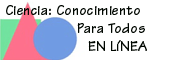 Ciencia: Conocimiento
Para Todos
EN LíNEA